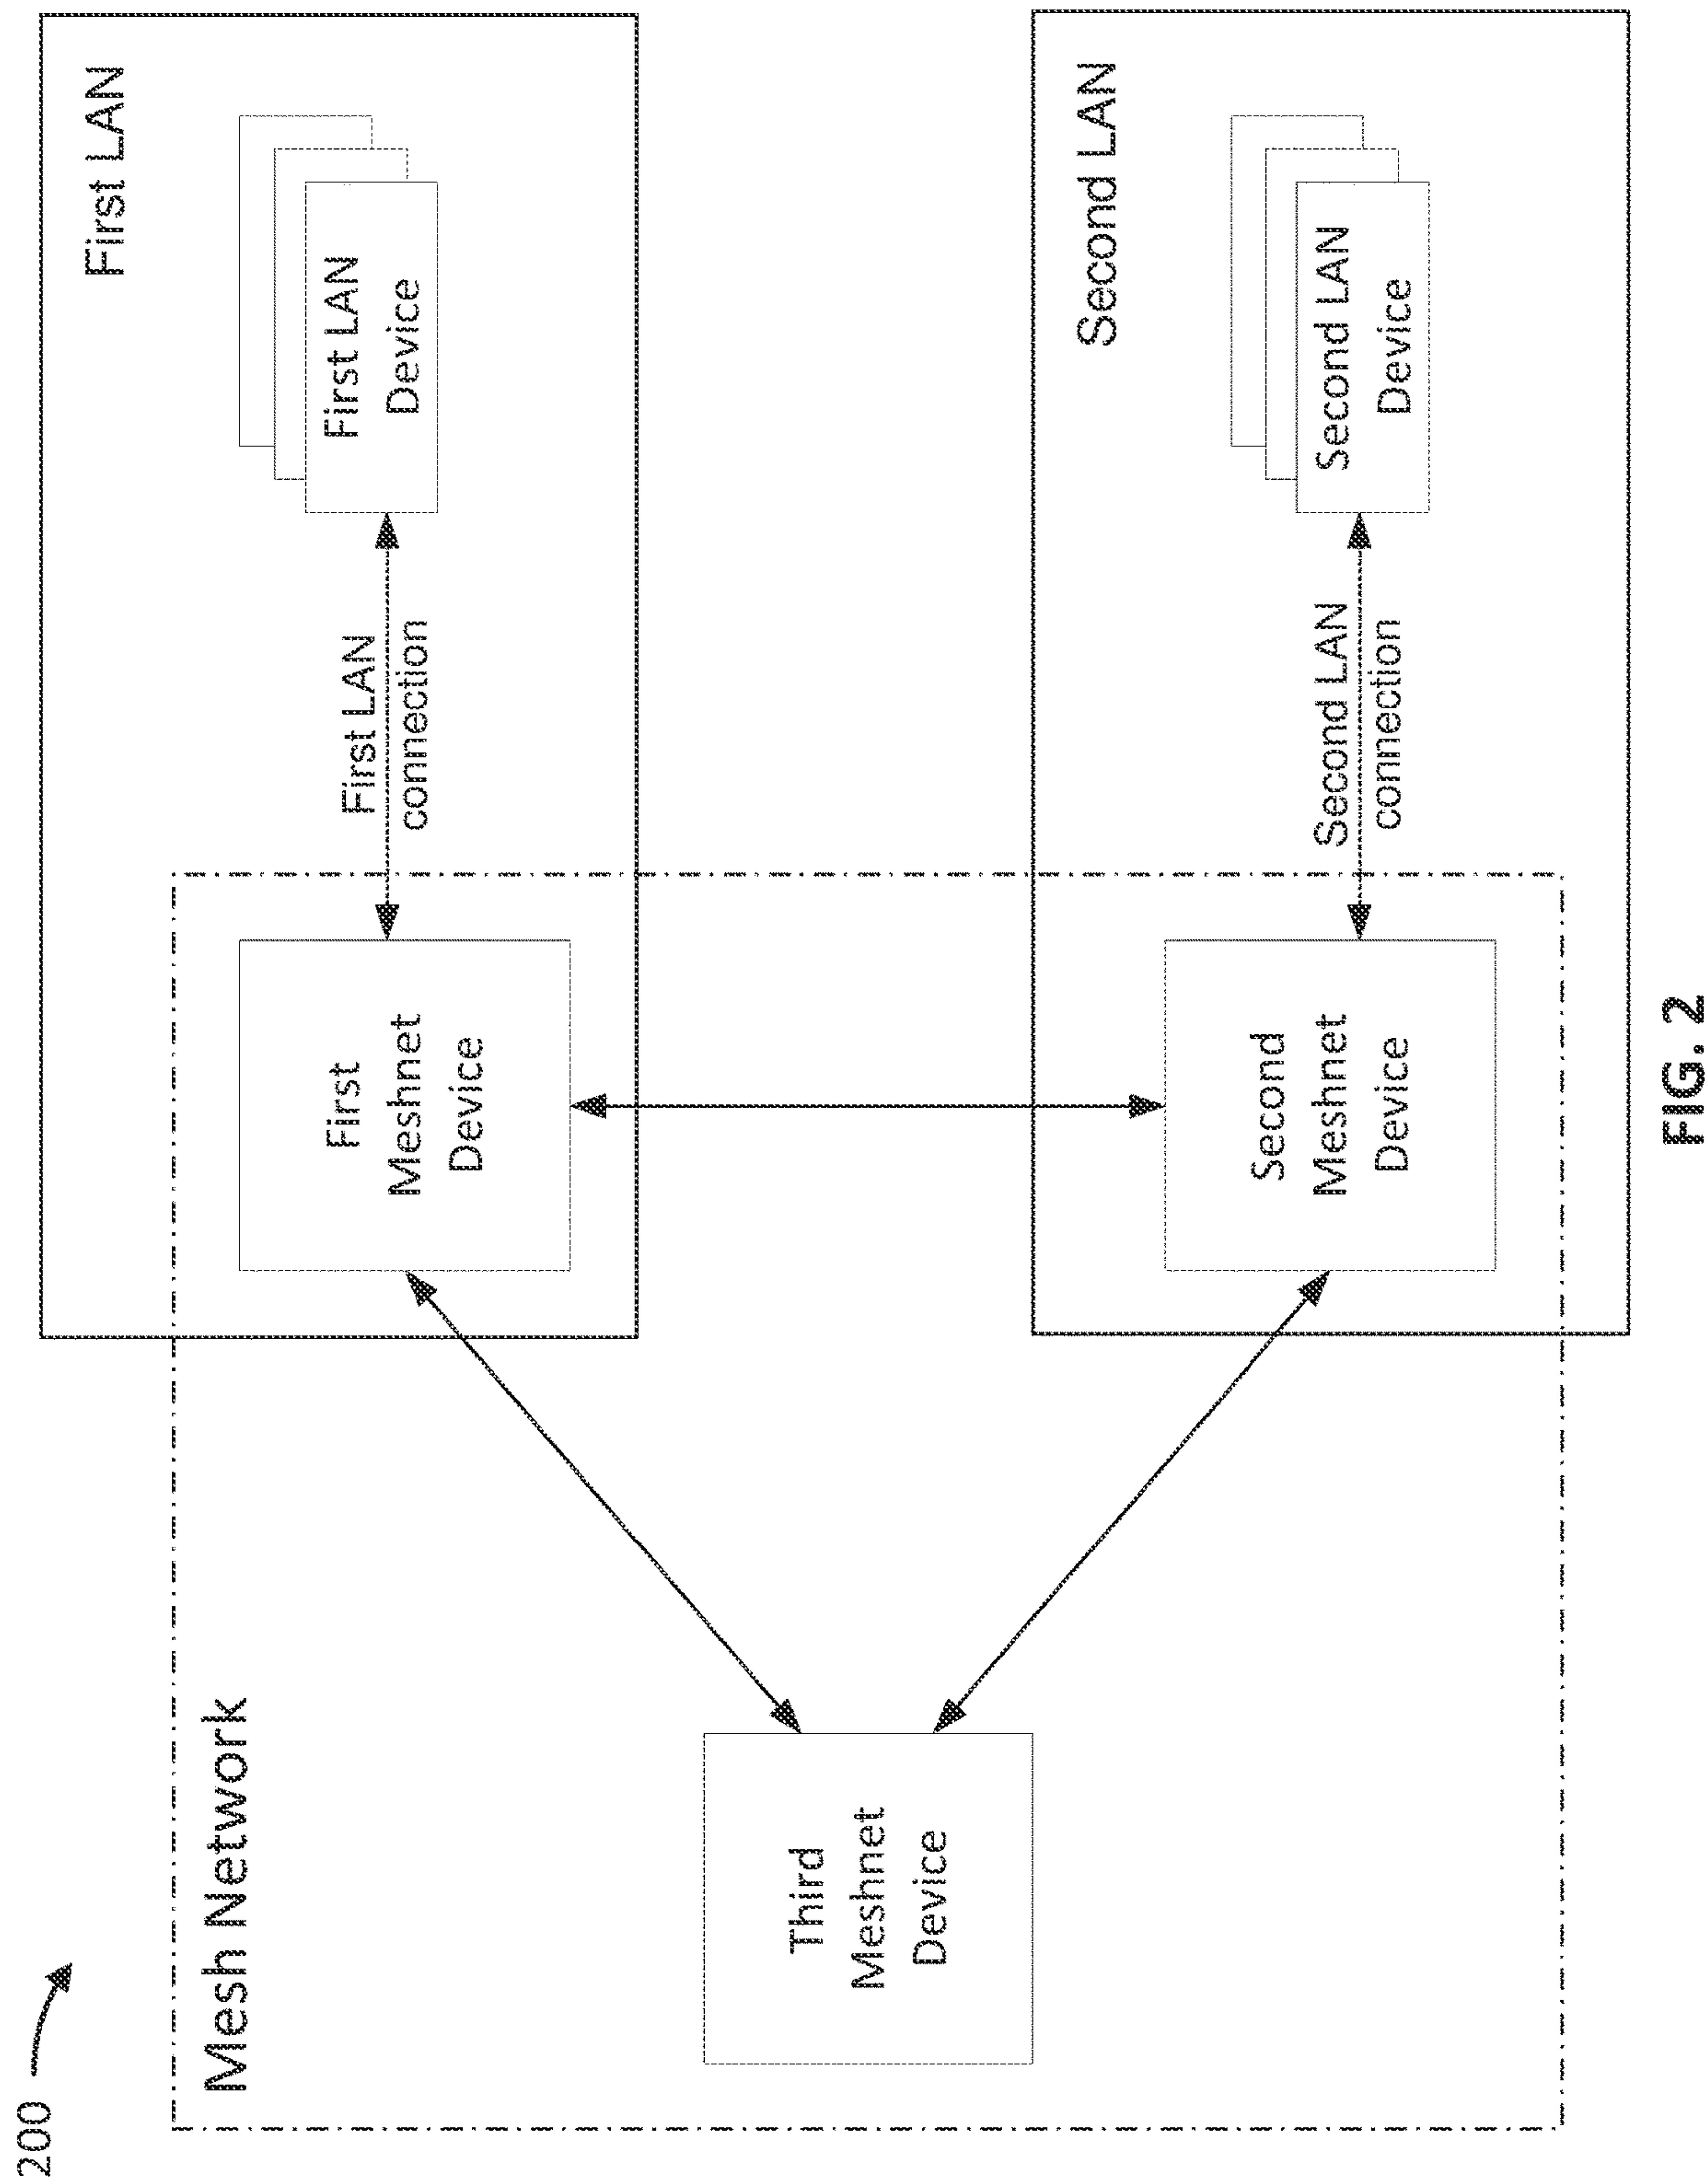 200
Mesh Network
First LAN
First
Meshnet
Device
First LAN
connection
First LAN
Device
Third
Meshnet
Device
Second LAN
Second
Meshnet
Device
Second LAN
connection
Second LAN
Device
FIG. 2